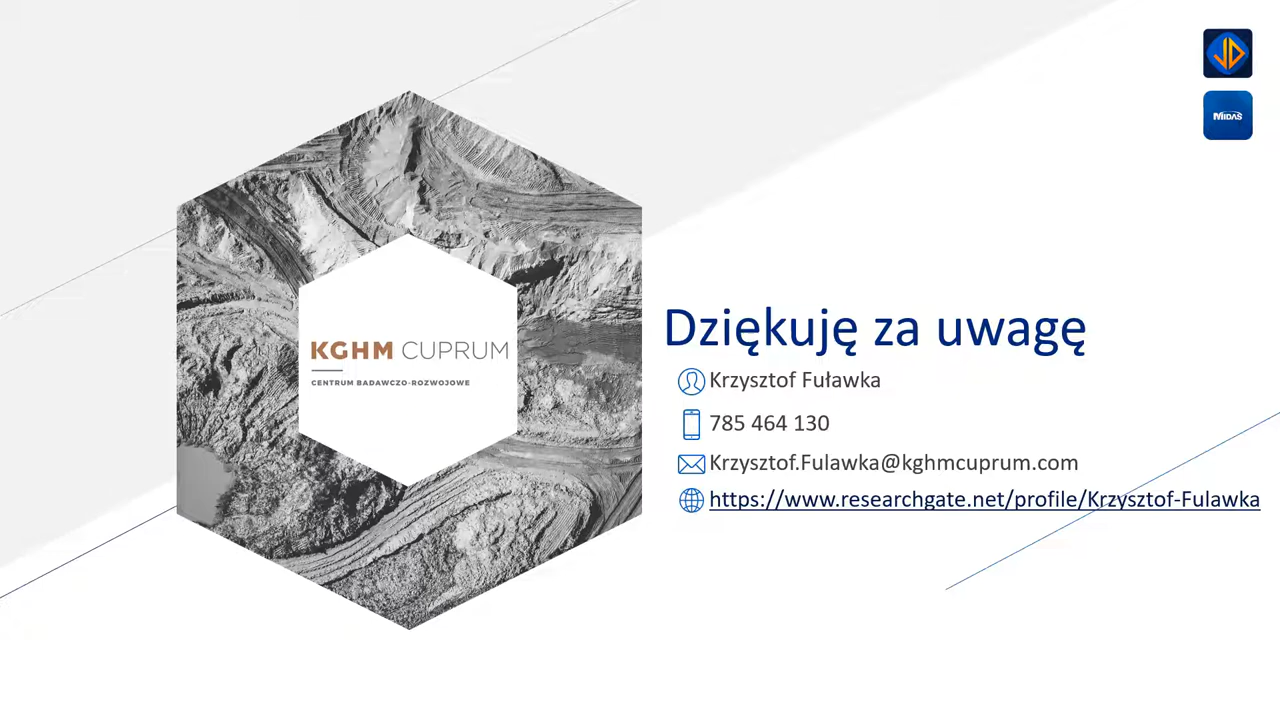 JD
MIDAS
KGHM CUPRUM
CENTRUM BADAWCZO-ROZWOJOWE
Dziękuję za uwagę
Krzysztof Fuławka
785 464 130
Krzysztof.Fulawka@kghmcuprum.com
https://www.researchgate.net/profile/Krzysztof-Fulawka